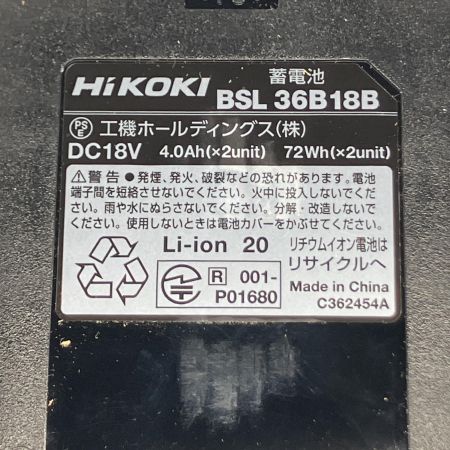 HiKOKI 蓄電池
BSL 36B18B
PS E 工機ホールディングス(株)
DC18V 4.0Ah(×2unit) 72Wh(×2unit)
⚠警告 ●発煙、発火、破裂などの恐れがあります。電池
端子間を短絡させないでください。火中に投入しないでくだ
さい。雨や水にぬらさないでください。分解・改造しないで
ください。使用しないときは電池カバーをかぶせてください。
Li-ion 20 リチウムイオン電池は
リサイクルへ
R 001-
P01680
Made in China
C362454A